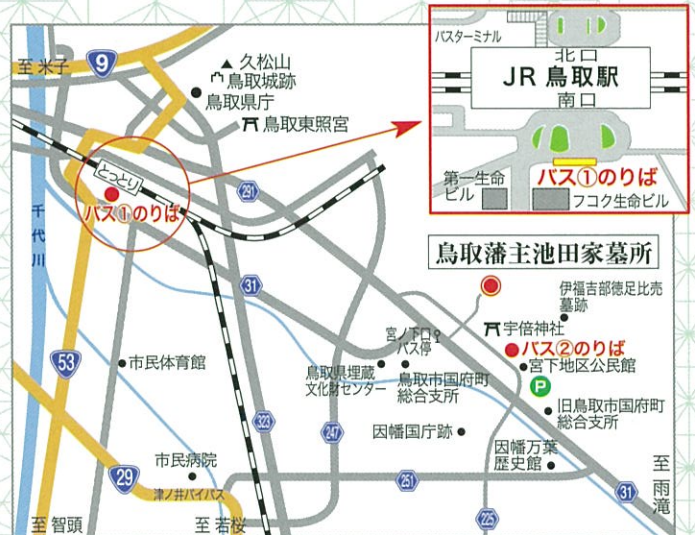 バスターミナル
北口
JR 鳥取駅
南口
バス①のりば
第一生命
ビル
フコク生命ビル
至 米子
9
久松山
鳥取城跡
鳥取県庁
鳥取東照宮
とっとり
バス①のりば
291
千代川
31
鳥取藩主池田家墓所
伊福吉部徳足比売
墓跡
宇倍神社
バス②のりば
宮下地区公民館
P
宮ノ下口
バス停
鳥取県埋蔵
文化財センター
鳥取市国府町
総合支所
旧鳥取市国府町
総合支所
53
市民体育館
323
247
因幡国庁跡
因幡万葉
歴史館
市民病院
29
津ノ井バイパス
251
225
31
至 雨滝
至 智頭
至 若桜